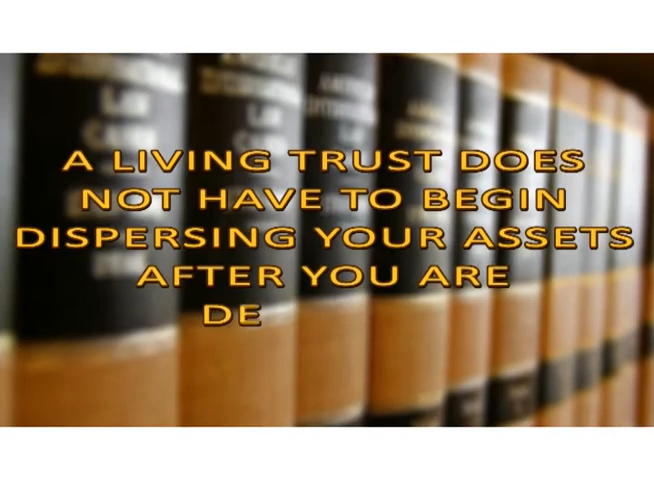 A LIVING TRUST DOES
NOT HAVE TO BEGIN
DISPERSING YOUR ASSETS
AFTER YOU ARE
DE